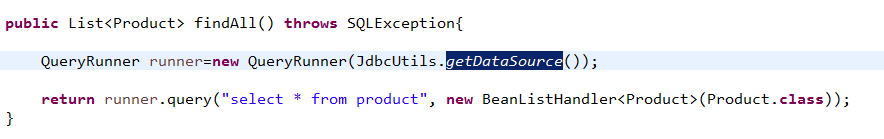 public List<Product> findAll() throws SQLException{
QueryRunner runner=new QueryRunner(JdbcUtils.getDataSource());
return runner.query("select * from product", new BeanListHandler<Product>(Product.class));
}